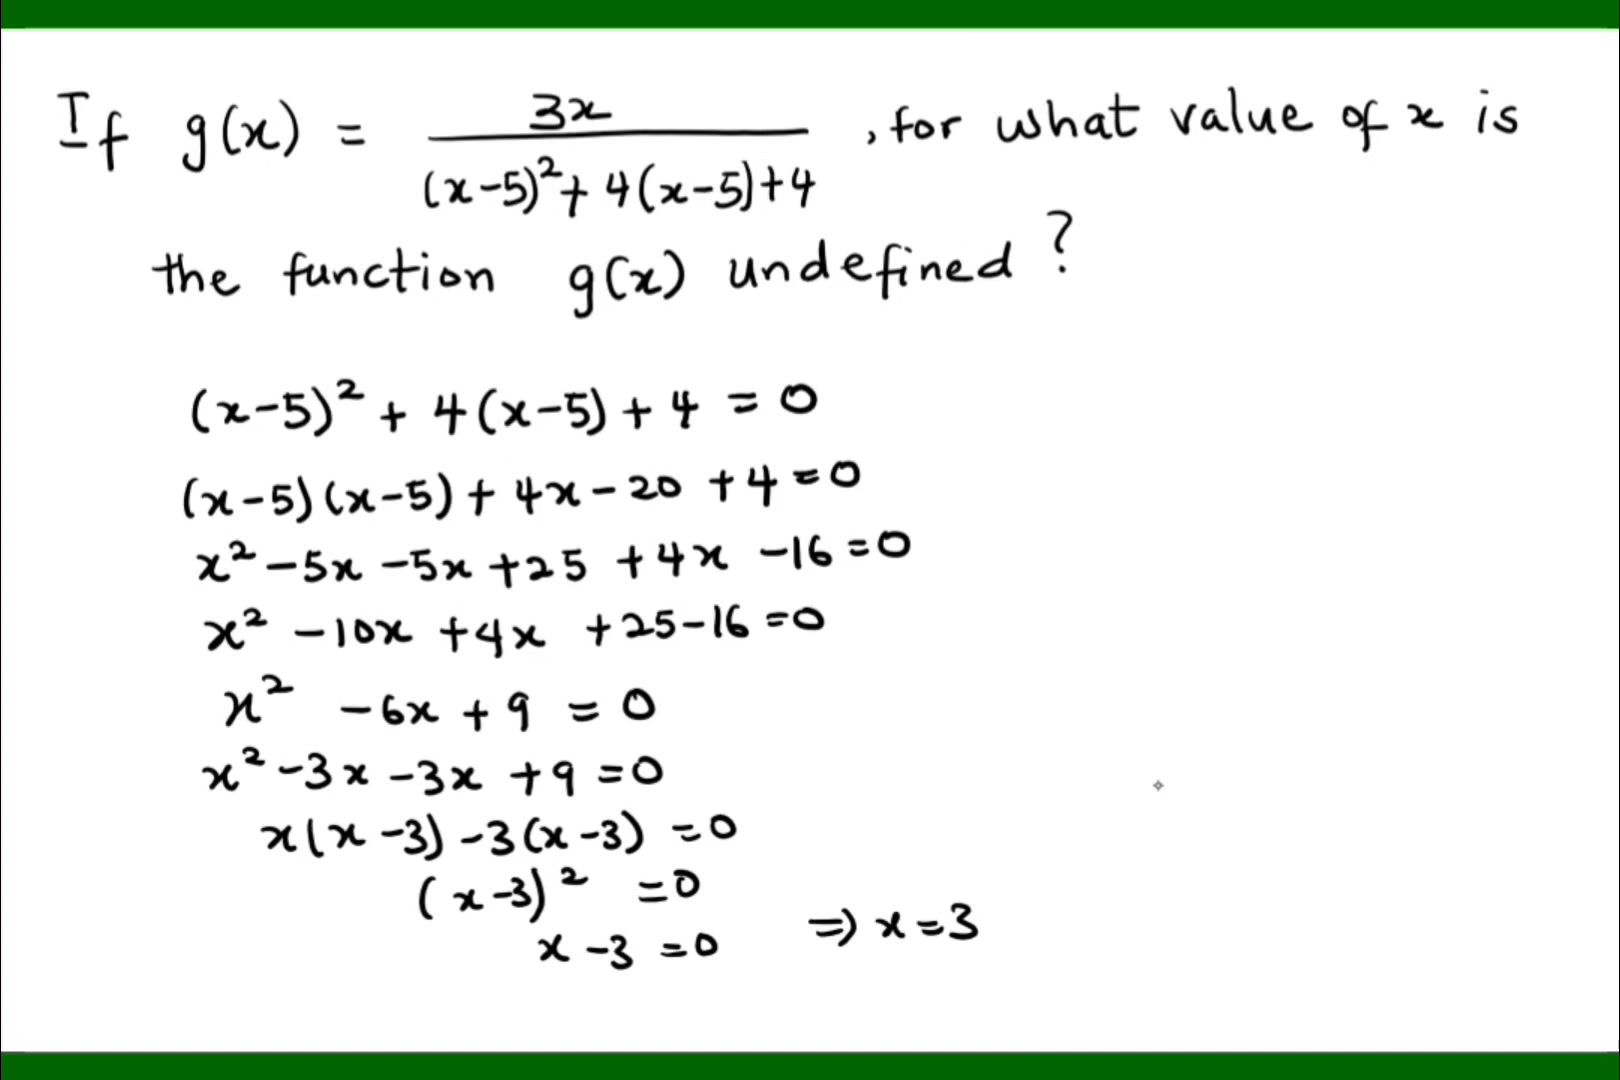 If g(x) = 3x / (x-5)² + 4(x-5)+4 , for what value of x is
the function g(x) undefined ?
(x-5)² + 4(x-5) + 4 = 0
(x-5)(x-5) + 4x - 20 + 4 = 0
x² - 5x - 5x + 25 + 4x - 16 = 0
x² - 10x + 4x + 25 - 16 = 0
x² - 6x + 9 = 0
x² - 3x - 3x + 9 = 0
x(x - 3) - 3(x - 3) = 0
(x - 3)² = 0
x - 3 = 0 ⇒ x = 3